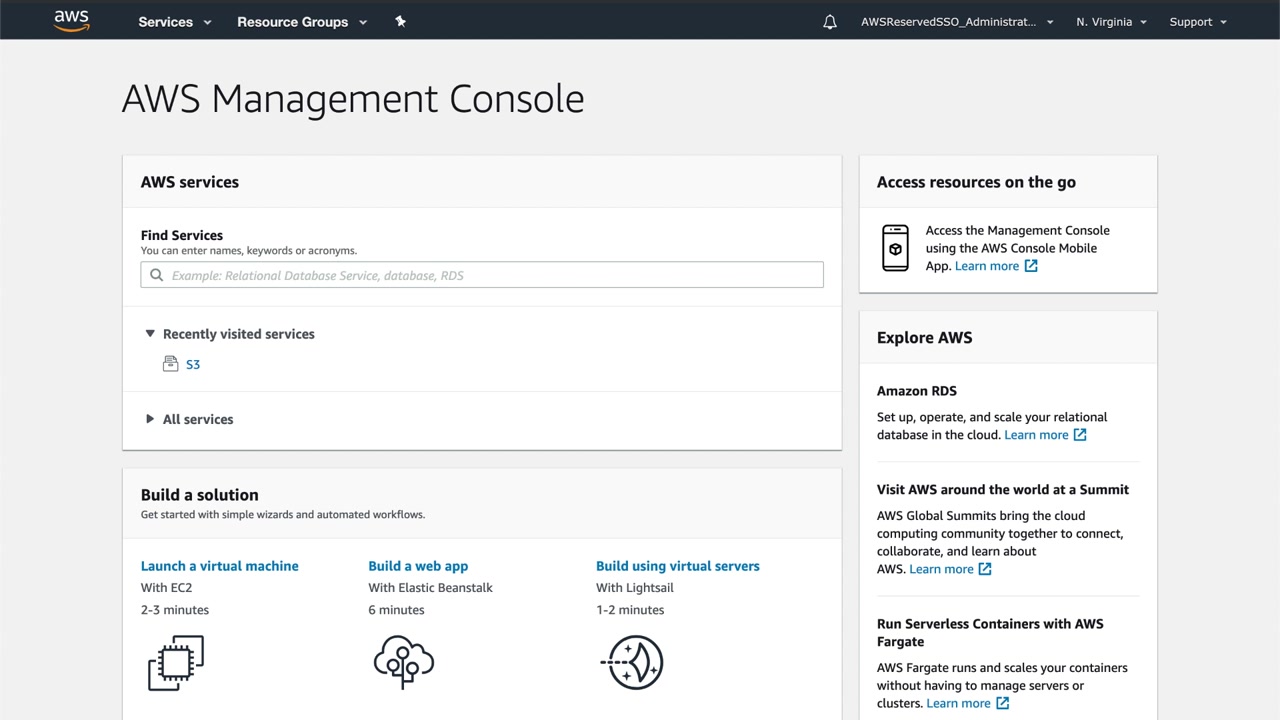 aws Services Resource Groups AWSReservedSSO_Administrat... N. Virginia Support
AWS Management Console
AWS services
Find Services
You can enter names, keywords or acronyms.
Example: Relational Database Service, database, RDS
Recently visited services
S3
All services
Build a solution
Get started with simple wizards and automated workflows.
Launch a virtual machine
With EC2
2-3 minutes
Build a web app
With Elastic Beanstalk
6 minutes
Build using virtual servers
With Lightsail
1-2 minutes
Access resources on the go
Access the Management Console
using the AWS Console Mobile
App. Learn more
Explore AWS
Amazon RDS
Set up, operate, and scale your relational
database in the cloud. Learn more
Visit AWS around the world at a Summit
AWS Global Summits bring the cloud
computing community together to connect,
collaborate, and learn about
AWS. Learn more
Run Serverless Containers with AWS
Fargate
AWS Fargate runs and scales your containers
without having to manage servers or
clusters. Learn more